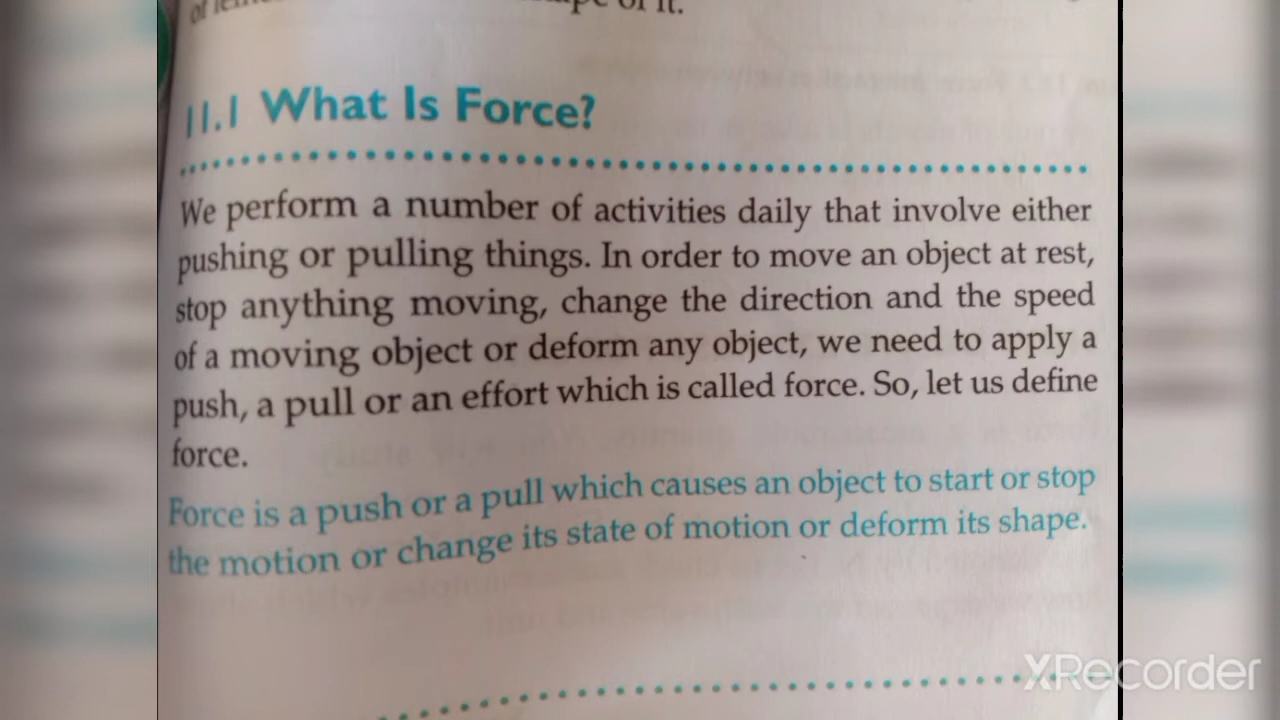 of it.
11.1 What Is Force?
We perform a number of activities daily that involve either
pushing or pulling things. In order to move an object at rest,
stop anything moving, change the direction and the speed
of a moving object or deform any object, we need to apply a
push, a pull or an effort which is called force. So, let us define
force.
Force is a push or a pull which causes an object to start or stop
the motion or change its state of motion or deform its shape.
XRecorder